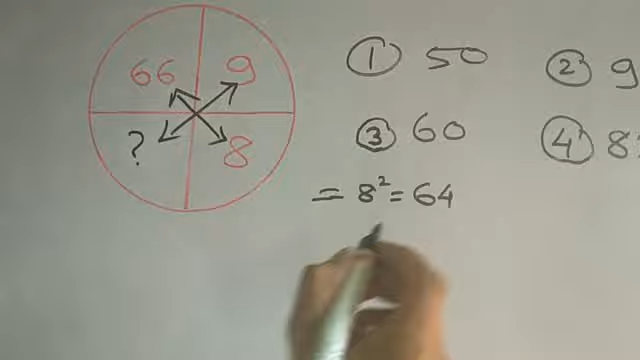 66 9
? 8
① 50 ② 9
③ 60 ④ 8
= 8² = 64